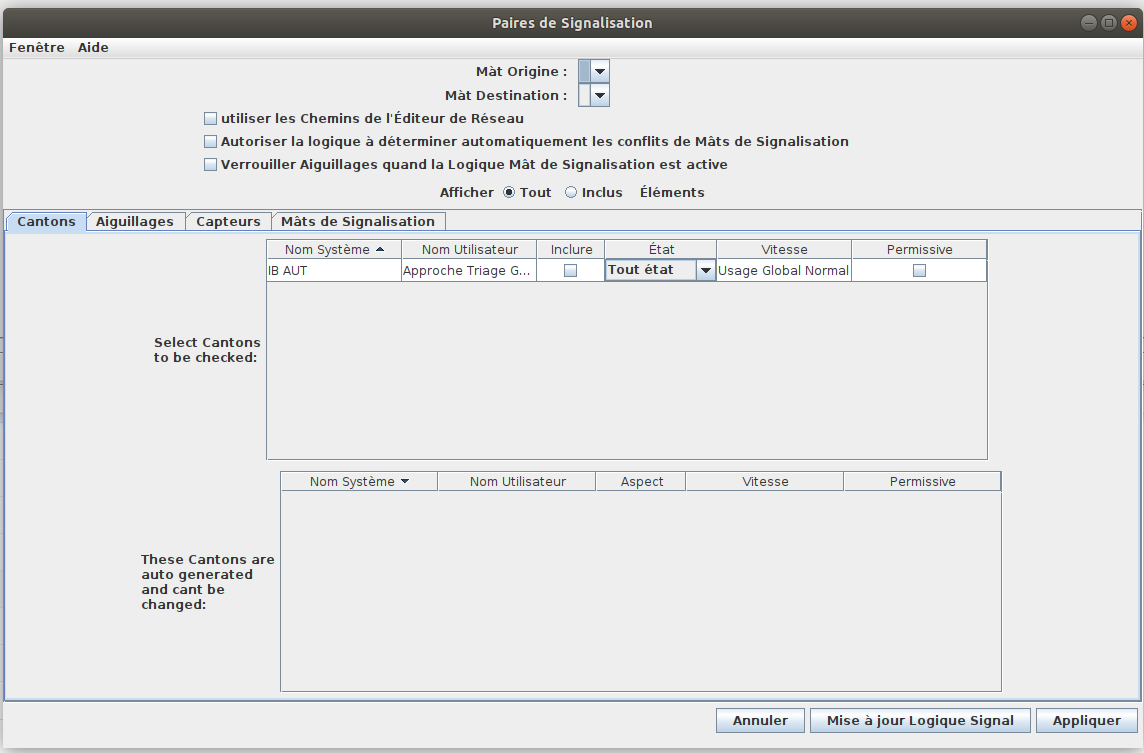 Paires de Signalisation
Fenêtre Aide
Màt Origine :
Màt Destination :
utiliser les Chemins de l'Éditeur de Réseau
Autoriser la logique à déterminer automatiquement les conflits de Mâts de Signalisation
Verrouiller Aiguillages quand la Logique Mât de Signalisation est active
Afficher Tout Inclus Éléments
Cantons Aiguillages Capteurs Mâts de Signalisation
Nom Système Nom Utilisateur Inclure État Vitesse Permissive
IB AUT Approche Triage G... Tout état Usage Global Normal
Select Cantons
to be checked:
Nom Système Nom Utilisateur Aspect Vitesse Permissive
These Cantons are
auto generated
and cant be
changed:
Annuler Mise à jour Logique Signal Appliquer